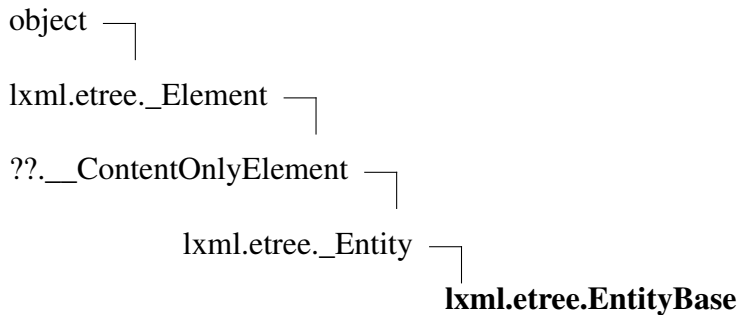 object
lxml.etree._Element
??.__ContentOnlyElement
lxml.etree._Entity
lxml.etree.EntityBase